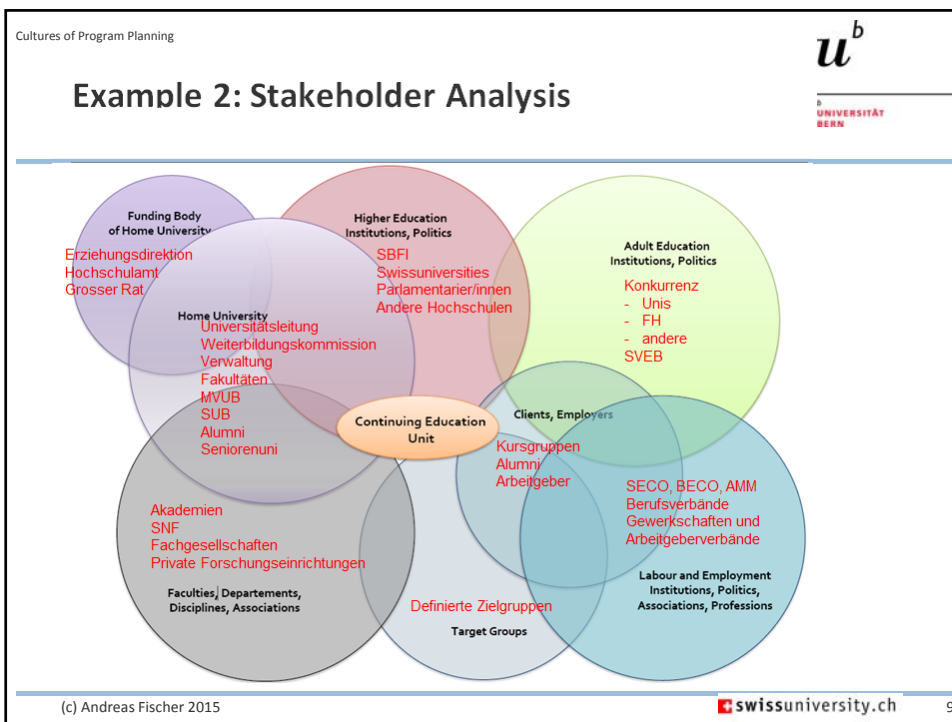 Cultures of Program Planning
u^b
b
UNIVERSITÄT
BERN
Example 2: Stakeholder Analysis
Funding Body
of Home University
Erziehungsdirektion
Hochschulamt
Grosser Rat
Higher Education
Institutions, Politics
SBFI
Swissuniversities
Parlamentarier/innen
Andere Hochschulen
Adult Education
Institutions, Politics
Konkurrenz
- Unis
- FH
- andere
SVEB
Home University
Universitätsleitung
Weiterbildungskommission
Verwaltung
Fakultäten
MVUB
SUB
Alumni
Seniorenuni
Continuing Education
Unit
Clients, Employers
Kursgruppen
Alumni
Arbeitgeber
SECO, BECO, AMM
Berufsverbände
Gewerkschaften und
Arbeitgeberverbände
Labour and Employment
Institutions, Politics,
Associations, Professions
Akademien
SNF
Fachgesellschaften
Private Forschungseinrichtungen
Faculties, Departements,
Disciplines, Associations
Definierte Zielgruppen
Target Groups
(c) Andreas Fischer 2015
swissuniversity.ch
9